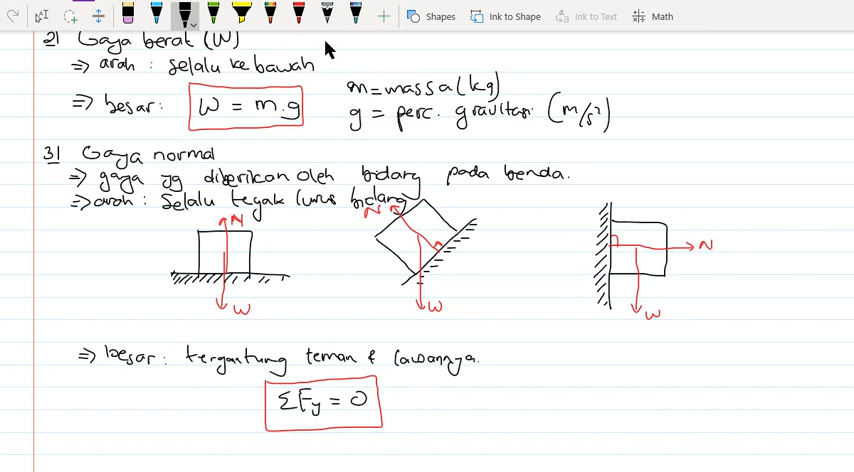 Shapes Ink to Shape Ink to Text Math
2) Gaya berat (W)
⇒ arah : selalu ke bawah
⇒ besar : W = m.g
m = massa (kg)
g = perc. gravitasi (m/s²)
3) Gaya normal
⇒ gaya yg diberikan oleh bidang pada benda.
⇒ arah : Selalu tegak lurus bidang
N N N
W W W
⇒ besar : tergantung teman & lawannya.
ΣFy = 0